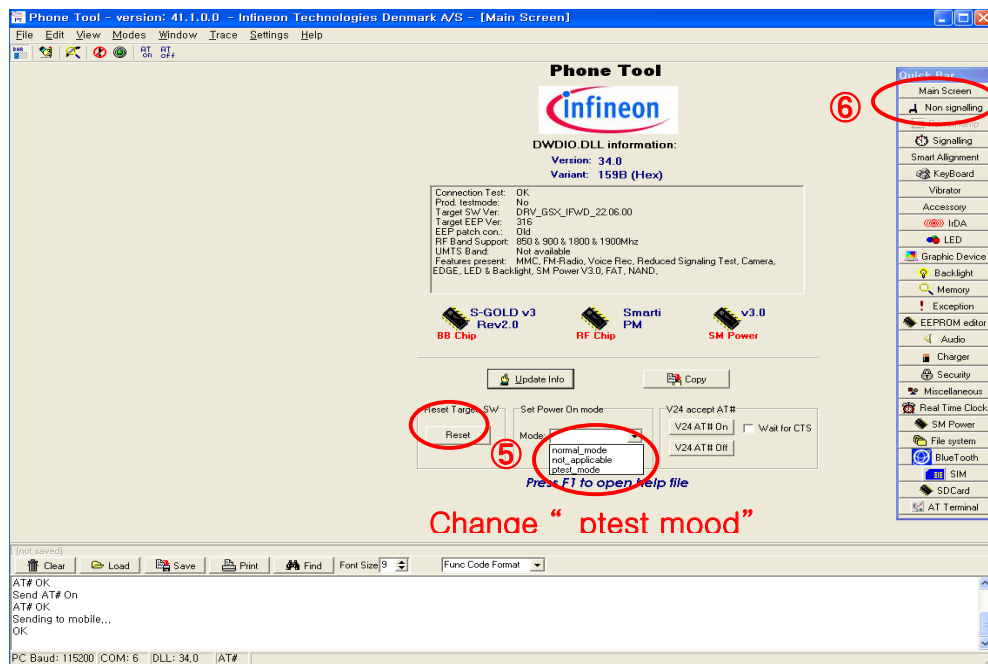 Phone Tool - version: 41.1.0.0 - Infineon Technologies Denmark A/S - [Main Screen]
File Edit View Modes Window Trace Settings Help
BAR AT on AT off
Phone Tool
infineon
DWDIO.DLL information:
Version: 34.0
Variant: 159B (Hex)
Connection Test: OK
Prod. testmode: No
Target SW Ver: DRV_GSX_IFWD_22.06.00
Target EEP Ver: 316
EEP patch con.: Old
RF Band Support: 850 & 900 & 1800 & 1900Mhz
UMTS Band: Not available
Features present: MMC, FM-Radio, Voice Rec, Reduced Signaling Test, Camera,
EDGE, LED & Backlight, SM Power V3.0, FAT, NAND,
S-GOLD v3
Rev2.0
BB Chip
Smarti
PM
RF Chip
v3.0
SM Power
Update Info
Copy
Reset Target SW
Reset
⑤
Set Power On mode
Mode:
normal_mode
not_applicable
ptest_mode
V24 accept AT#
V24 AT# On
Wait for CTS
V24 AT# Off
Press F1 to open help file
Change “ ptest mood”
⑥
Quick Bar
Main Screen
Non signalling
Signalling
Smart Allignment
KeyBoard
Vibrator
Accessory
IrDA
LED
Graphic Device
Backlight
Memory
Exception
EEPROM editor
Audio
Charger
Security
Miscellaneous
Real Time Clock
SM Power
File system
BlueTooth
SIM
SDCard
AT Terminal
(not saved)
Clear Load Save Print Find Font Size 9 Func Code Format
AT# OK
Send AT# On
AT# OK
Sending to mobile...
OK
PC Baud: 115200 COM: 6 DLL: 34,0 AT#